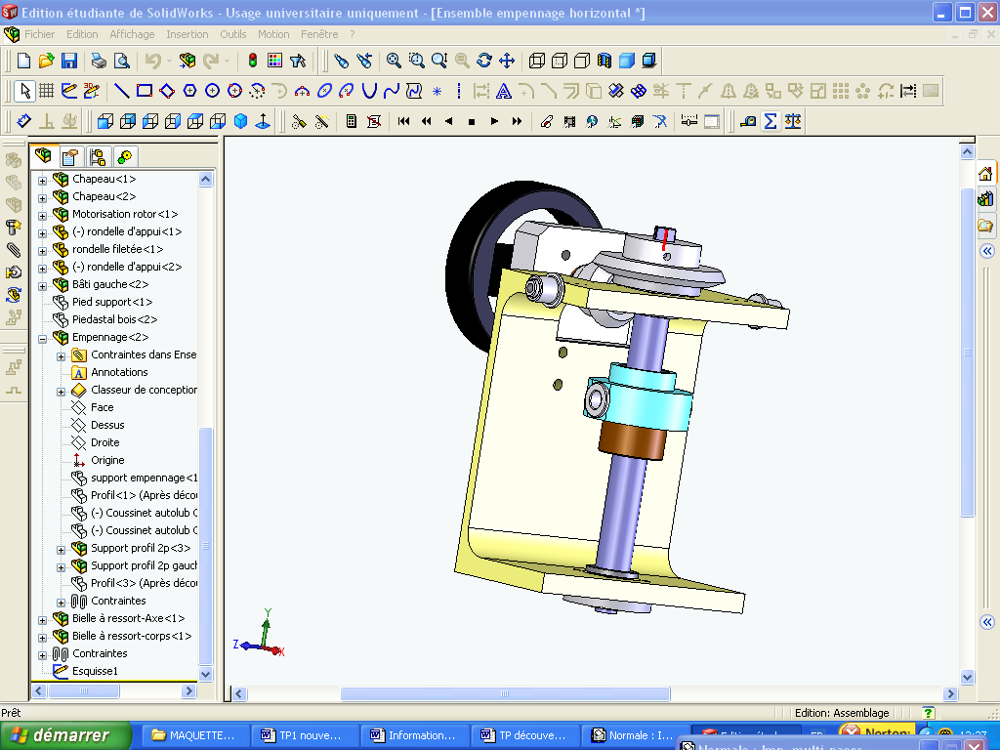 Edition étudiante de SolidWorks - Usage universitaire uniquement - [Ensemble empennage horizontal *]
Fichier Edition Affichage Insertion Outils Motion Fenêtre ?
Chapeau<1>
Chapeau<2>
Motorisation rotor<1>
(-) rondelle d'appui<1>
rondelle filetée<1>
(-) rondelle d'appui<2>
Bâti gauche<2>
Pied support<1>
Piedastal bois<2>
Empennage<2>
Contraintes dans Ense
Annotations
Classeur de conception
Face
Dessus
Droite
Origine
support empennage<1
Profil<1> (Après déco
(-) Coussinet autolub C
(-) Coussinet autolub C
Support profil 2p<3>
Support profil 2p gauch
Profil<3> (Après déco
Contraintes
Bielle à ressort-Axe<1>
Bielle à ressort-corps<1>
Contraintes
Esquisse1
Y
Z
X
Prêt
Edition: Assemblage
démarrer
MAQUETTE...
TP1 nouve...
Information...
TP découve...
Normale : I...
Norton
Normale : Imp. multi-pages